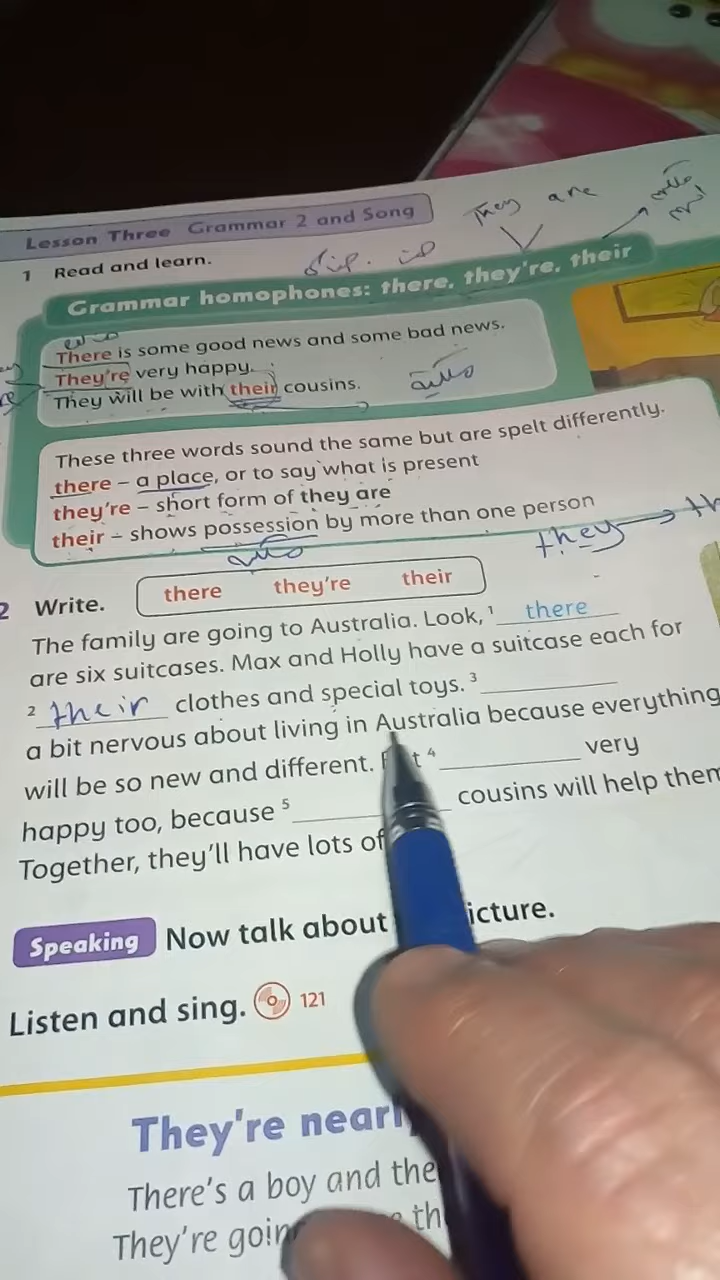 They are
Lesson Three Grammar 2 and Song
1 Read and learn.
is
Grammar homophones: there, they're, their
There is some good news and some bad news.
They're very happy.
They will be with their cousins.
These three words sound the same but are spelt differently.
there – a place, or to say what is present
they're – short form of they are
their – shows possession by more than one person
they → th
2 Write. there they're their
The family are going to Australia. Look, 1 there
are six suitcases. Max and Holly have a suitcase each for
2 their clothes and special toys. 3
a bit nervous about living in Australia because everything
will be so new and different. 4 very
happy too, because 5 cousins will help them
Together, they'll have lots of
Speaking Now talk about icture.
Listen and sing. 121
They're nearl
There's a boy and the
They're goin th